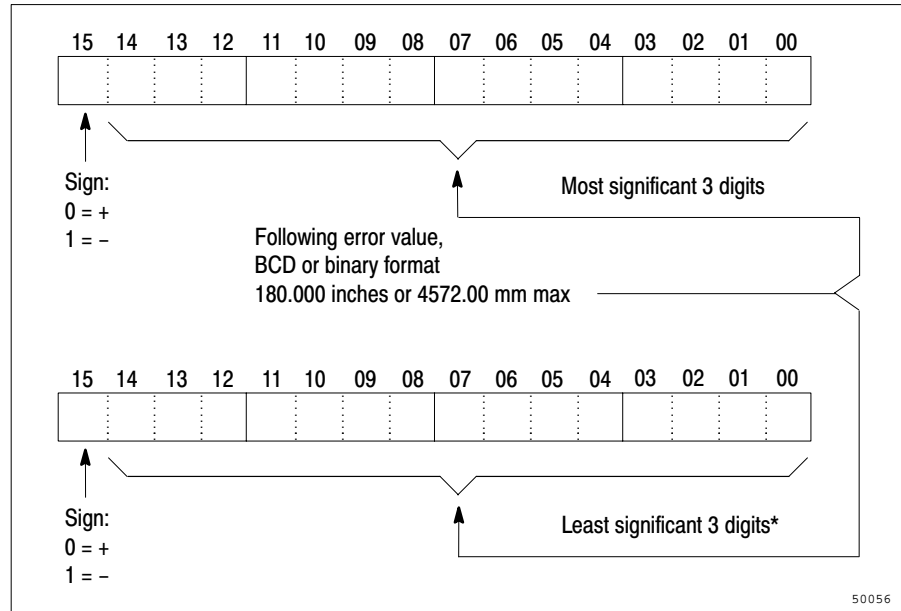 15 14 13 12 11 10 09 08 07 06 05 04 03 02 01 00
Sign:
0 = +
1 = −
Most significant 3 digits
Following error value,
BCD or binary format
180.000 inches or 4572.00 mm max
15 14 13 12 11 10 09 08 07 06 05 04 03 02 01 00
Sign:
0 = +
1 = −
Least significant 3 digits*
50056